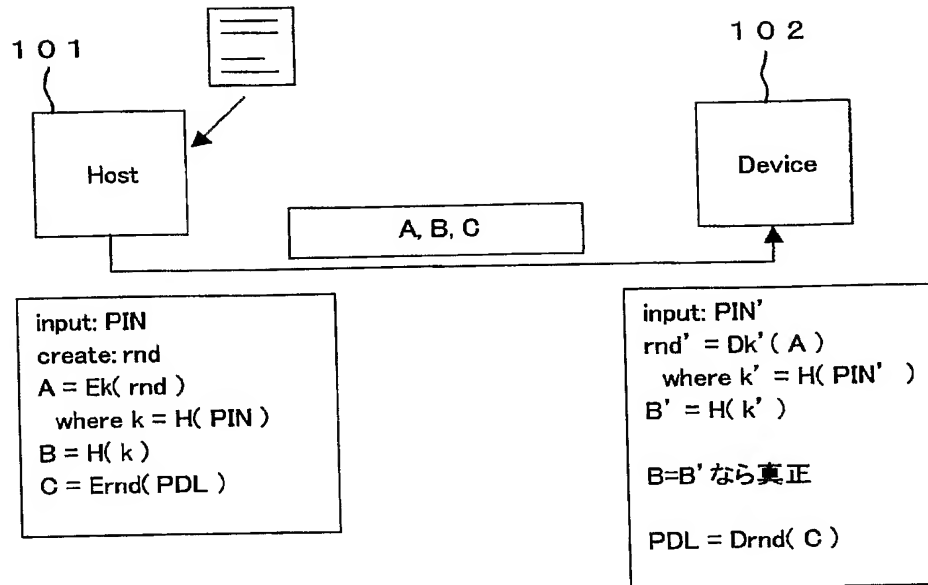 １０１
１０２
Host
Device
A, B, C
input: PIN
create: rnd
A = Ek( rnd )
where k = H( PIN )
B = H( k )
C = Ernd( PDL )
input: PIN’
rnd’ = Dk’( A )
where k’ = H( PIN’ )
B’ = H( k’ )
B=B’なら真正
PDL = Drnd( C )